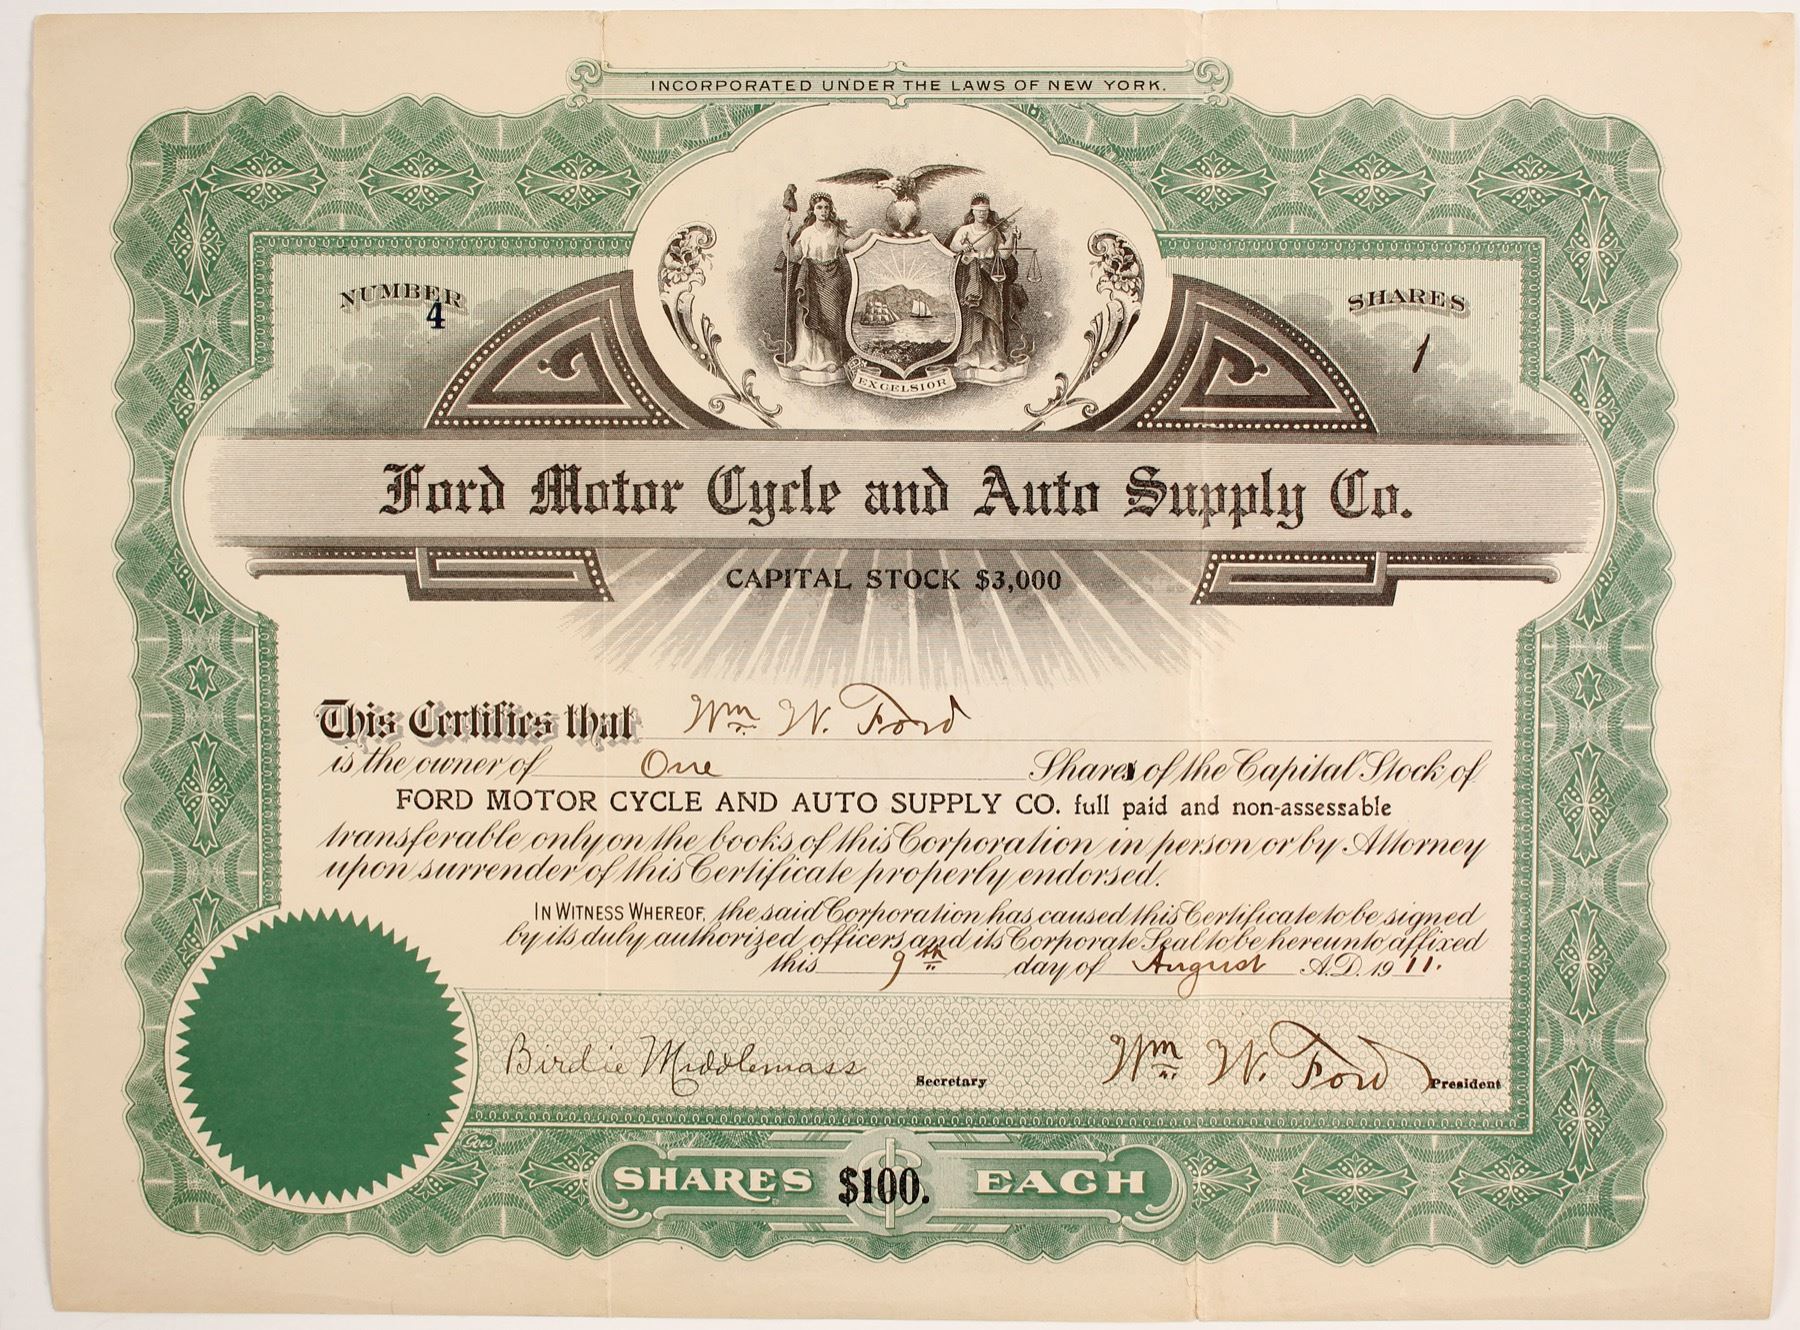 INCORPORATED UNDER THE LAWS OF NEW YORK.
NUMBER
4
SHARES
1
EXCELSIOR
Ford Motor Cycle and Auto Supply Co.
CAPITAL STOCK $3,000
This Certifies that Wm W. Ford
is the owner of One Shares of the Capital Stock of
FORD MOTOR CYCLE AND AUTO SUPPLY CO. full paid and non-assessable
transferable only on the books of this Corporation in person or by Attorney
upon surrender of this Certificate properly endorsed.
IN WITNESS WHEREOF, the said Corporation has caused this Certificate to be signed
by its duly authorized officers and its Corporate Seal to be hereunto affixed
this 9th day of August A.D. 1911.
Birdie Middlemass Secretary
Wm W. Ford President
Goes
SHARES $100. EACH